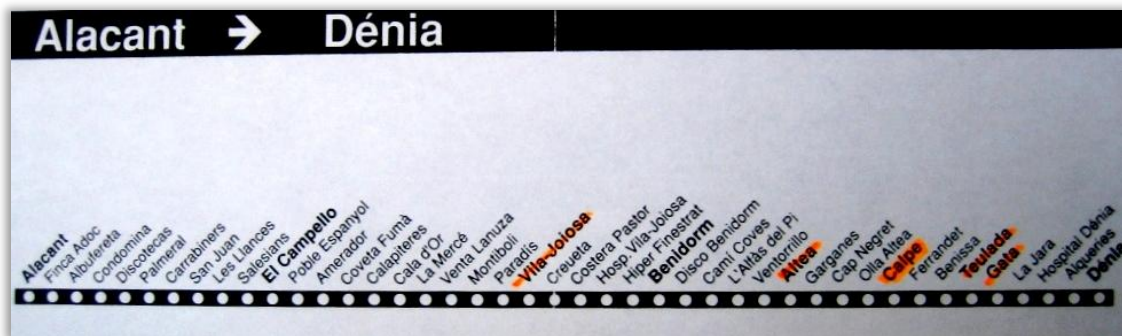 Alacant → Dénia
Alacant
Finca Adoc
Albufereta
Condomina
Discotecas
Palmeral
Carrabiners
San Juan
Les Llances
Salesians
El Campello
Poble Espanyol
Amerador
Coveta Fumà
Calapiteres
Cala d'Or
La Mercé
Venta Lanuza
Montboli
Paradís
Vila-Joiosa
Creueta
Costera Pastor
Hosp. Vila-Joiosa
Hiper Finestrat
Benidorm
Disco Benidorm
Camí Coves
L'Alfàs del Pi
Ventorrillo
Altea
Garganes
Cap Negret
Olla Altea
Calpe
Ferrandet
Benissa
Teulada
Gata
La Jara
Hospital Dénia
Alqueries
Dénia